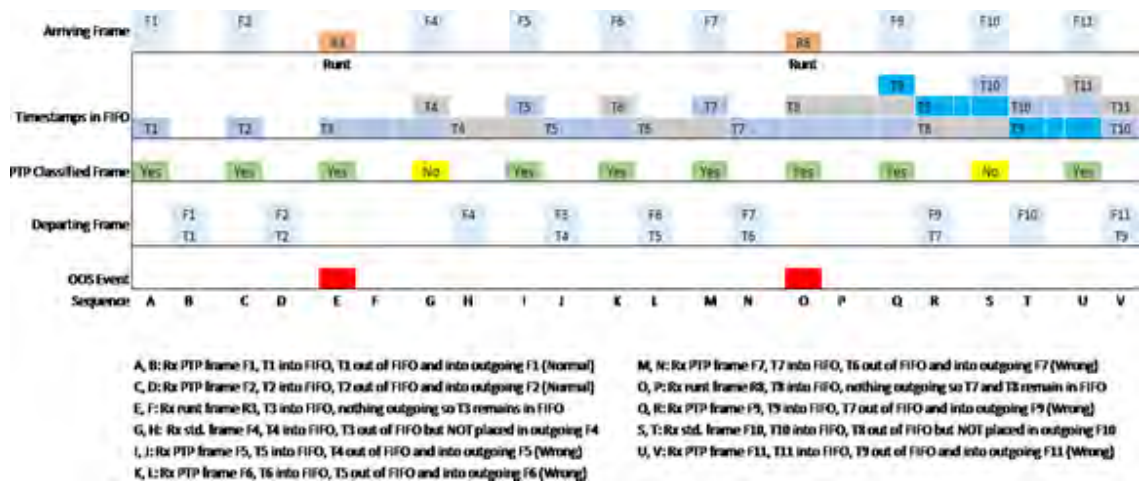 Arriving Frame F1 F2 F4 F5 F6 F7 F9 F10 F11
R3 R8
Runt Runt
T9 T10 T11
Timestamps in FIFO T4 T5 T6 T7 T8 T9 T10 T11
T1 T2 T3 T4 T5 T6 T7 T8 T9 T10
PTP Classified Frame Yes Yes Yes No Yes Yes Yes Yes Yes No Yes
Departing Frame F1 F2 F4 F5 F6 F7 F9 F10 F11
T1 T2 T4 T5 T6 T7 T9
OOS Event
Sequence A B C D E F G H I J K L M N O P Q R S T U V
A, B: Rx PTP frame F1, T1 into FIFO, T1 out of FIFO and into outgoing F1 (Normal)
C, D: Rx PTP frame F2, T2 into FIFO, T2 out of FIFO and into outgoing F2 (Normal)
E, F: Rx runt frame R3, T3 into FIFO, nothing outgoing so T3 remains in FIFO
G, H: Rx std. frame F4, T4 into FIFO, T3 out of FIFO but NOT placed in outgoing F4
I, J: Rx PTP frame F5, T5 into FIFO, T4 out of FIFO and into outgoing F5 (Wrong)
K, L: Rx PTP frame F6, T6 into FIFO, T5 out of FIFO and into outgoing F6 (Wrong)
M, N: Rx PTP frame F7, T7 into FIFO, T6 out of FIFO and into outgoing F7 (Wrong)
O, P: Rx runt frame R8, T8 into FIFO, nothing outgoing so T7 and T8 remain in FIFO
Q, R: Rx PTP frame F9, T9 into FIFO, T7 out of FIFO and into outgoing F9 (Wrong)
S, T: Rx std. frame F10, T10 into FIFO, T8 out of FIFO but NOT placed in outgoing F10
U, V: Rx PTP frame F11, T11 into FIFO, T9 out of FIFO and into outgoing F11 (Wrong)